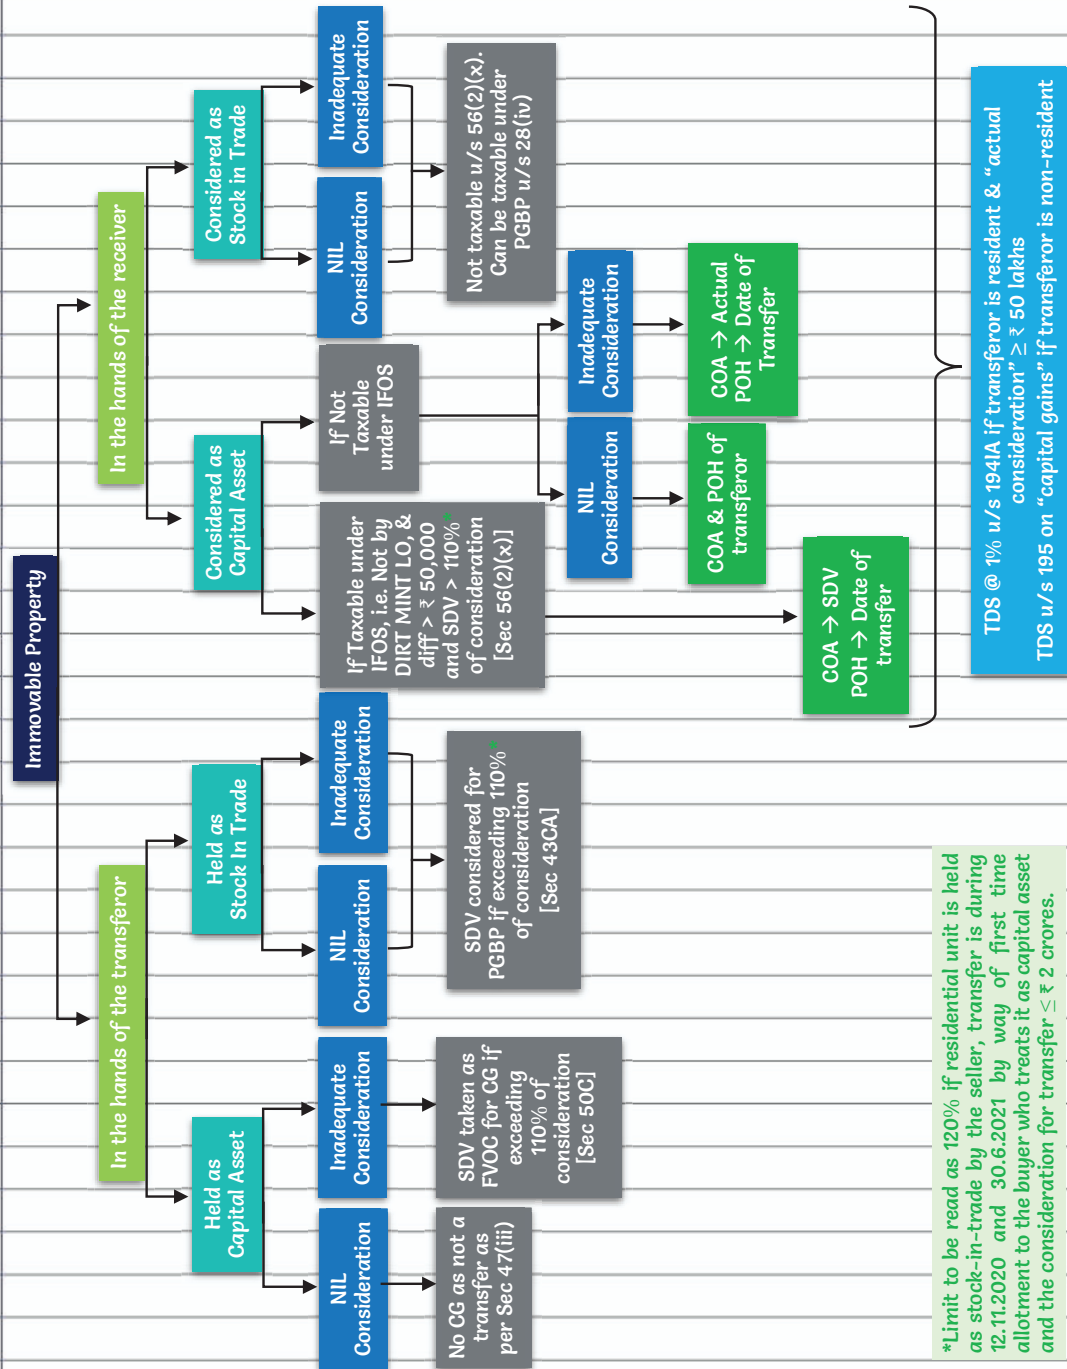 Immovable Property
In the hands of the transferor
In the hands of the receiver
Held as
Capital Asset
Held as
Stock In Trade
Considered as
Capital Asset
Considered as
Stock in Trade
NIL
Consideration
Inadequate
Consideration
NIL
Consideration
Inadequate
Consideration
If Taxable under
IFOS, i.e. Not by
DIRT MINT LO, &
diff > ₹ 50,000
and SDV > 110%*
of consideration
[Sec 56(2)(x)]
If Not
Taxable
under IFOS
NIL
Consideration
Inadequate
Consideration
No CG as not a
transfer as
per Sec 47(iii)
SDV taken as
FVOC for CG if
exceeding
110% of
consideration
[Sec 50C]
SDV considered for
PGBP if exceeding 110%*
of consideration
[Sec 43CA]
Not taxable u/s 56(2)(x).
Can be taxable under
PGBP u/s 28(iv)
NIL
Consideration
Inadequate
Consideration
COA & POH of
transferor
COA → Actual
POH → Date of
Transfer
COA → SDV
POH → Date of
transfer
*Limit to be read as 120% if residential unit is held
as stock-in-trade by the seller, transfer is during
12.11.2020 and 30.6.2021 by way of first time
allotment to the buyer who treats it as capital asset
and the consideration for transfer ≤ ₹ 2 crores.
TDS @ 1% u/s 194IA if transferor is resident & "actual
consideration" ≥ ₹ 50 lakhs
TDS u/s 195 on "capital gains" if transferor is non-resident